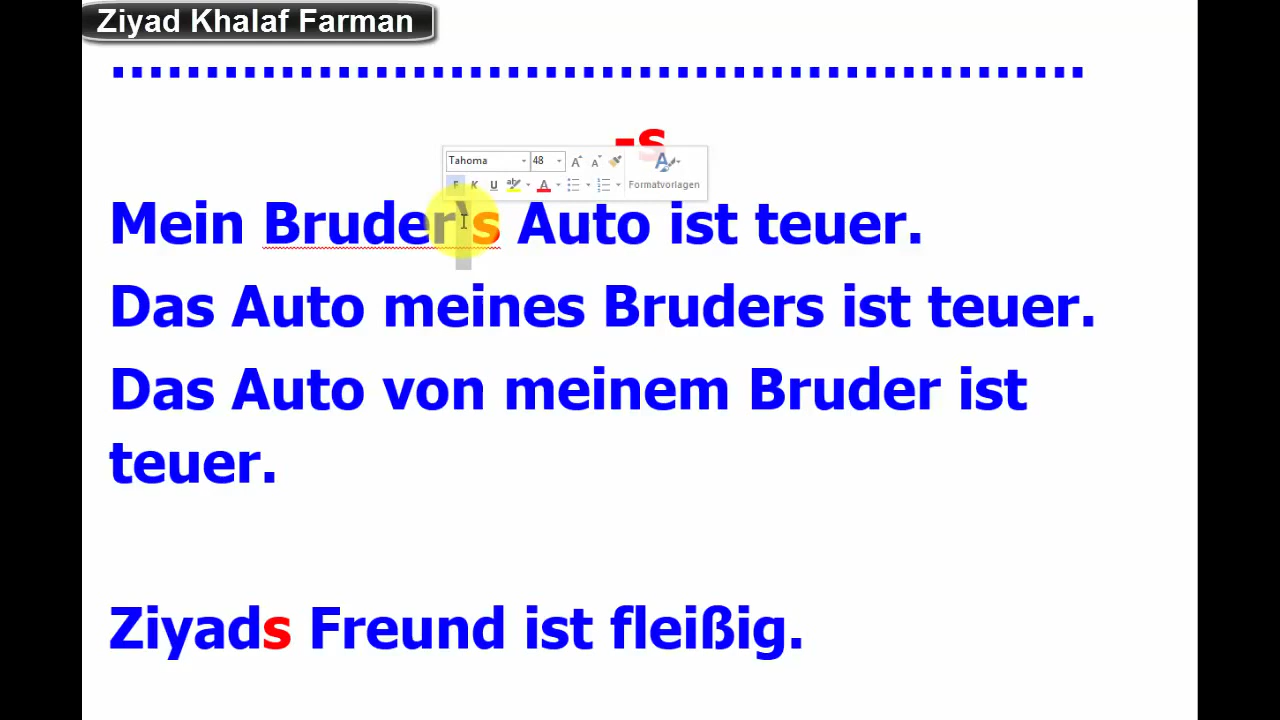 Ziyad Khalaf Farman
....................................................
-s
Tahoma 48
F K U Formatvorlagen
Mein Bruder's Auto ist teuer.
Das Auto meines Bruders ist teuer.
Das Auto von meinem Bruder ist
teuer.
Ziyads Freund ist fleißig.